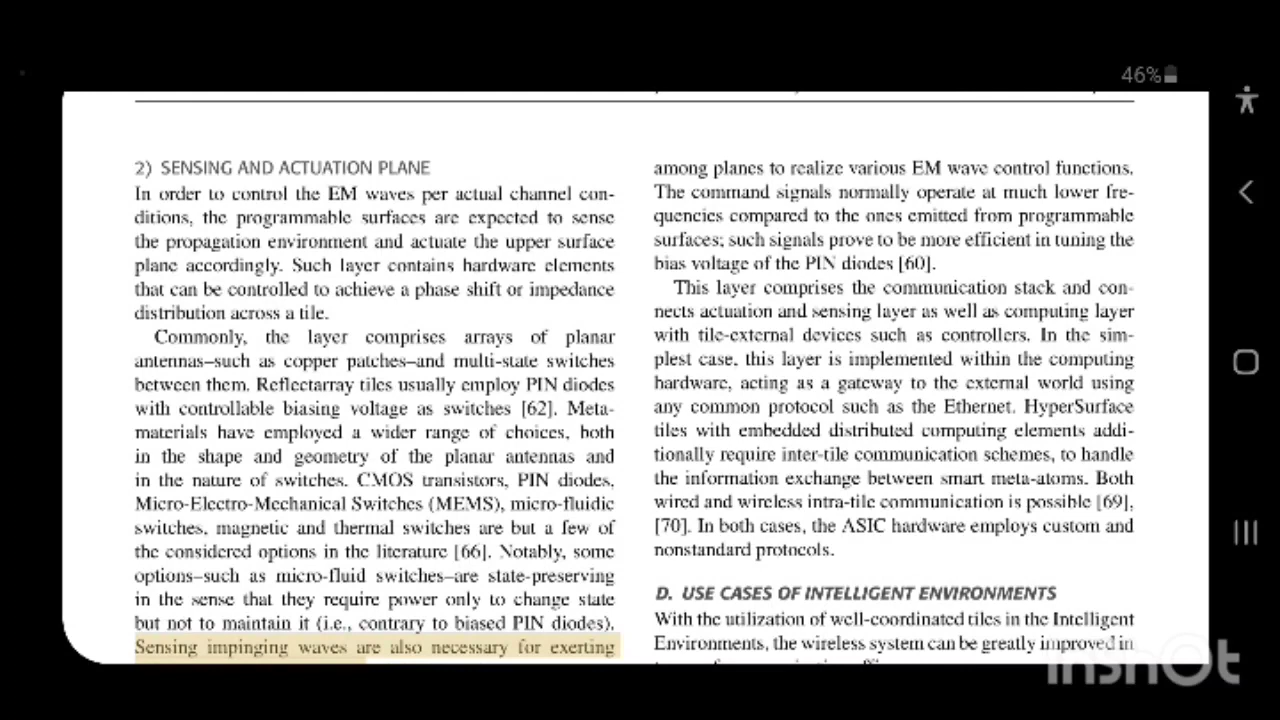 46%
2) SENSING AND ACTUATION PLANE
In order to control the EM waves per actual channel con-
ditions, the programmable surfaces are expected to sense
the propagation environment and actuate the upper surface
plane accordingly. Such layer contains hardware elements
that can be controlled to achieve a phase shift or impedance
distribution across a tile.
Commonly, the layer comprises arrays of planar
antennas–such as copper patches–and multi-state switches
between them. Reflectarray tiles usually employ PIN diodes
with controllable biasing voltage as switches [62]. Meta-
materials have employed a wider range of choices, both
in the shape and geometry of the planar antennas and
in the nature of switches. CMOS transistors, PIN diodes,
Micro-Electro-Mechanical Switches (MEMS), micro-fluidic
switches, magnetic and thermal switches are but a few of
the considered options in the literature [66]. Notably, some
options–such as micro-fluid switches–are state-preserving
in the sense that they require power only to change state
but not to maintain it (i.e., contrary to biased PIN diodes).
Sensing impinging waves are also necessary for exerting
among planes to realize various EM wave control functions.
The command signals normally operate at much lower fre-
quencies compared to the ones emitted from programmable
surfaces; such signals prove to be more efficient in tuning the
bias voltage of the PIN diodes [60].
This layer comprises the communication stack and con-
nects actuation and sensing layer as well as computing layer
with tile-external devices such as controllers. In the sim-
plest case, this layer is implemented within the computing
hardware, acting as a gateway to the external world using
any common protocol such as the Ethernet. HyperSurface
tiles with embedded distributed computing elements addi-
tionally require inter-tile communication schemes, to handle
the information exchange between smart meta-atoms. Both
wired and wireless intra-tile communication is possible [69],
[70]. In both cases, the ASIC hardware employs custom and
nonstandard protocols.
D. USE CASES OF INTELLIGENT ENVIRONMENTS
With the utilization of well-coordinated tiles in the Intelligent
Environments, the wireless system can be greatly improved in
InShOt